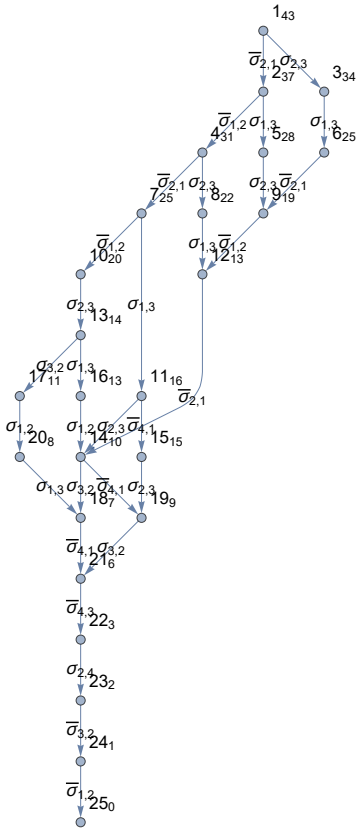 1₄₃
σ̅₂,₁ σ₂,₃
2₃₇ 3₃₄
σ̅₁,₂ σ₁,₃ σ₁,₃
4₃₁ 5₂₈ 6₂₅
σ̅₂,₁ σ₂,₃ σ₂,₃ σ̅₂,₁
7₂₅ 8₂₂ 9₁₉
σ̅₁,₂ σ₁,₃ σ̅₁,₂
10₂₀ 12₁₃
σ₂,₃ σ₁,₃
13₁₄
σ₃,₂ σ₁,₃
17₁₁ 16₁₃ 11₁₆ σ̅₂,₁
σ₁,₂ σ₁,₂ σ₂,₃ σ̅₄,₁
20₈ 14₁₀ 15₁₅
σ₁,₃ σ₃,₂ σ̅₄,₁ σ₂,₃
18₇ 19₉
σ̅₄,₁ σ₃,₂
21₆
σ̅₄,₃
22₃
σ₂,₄
23₂
σ̅₃,₂
24₁
σ̅₁,₂
25₀